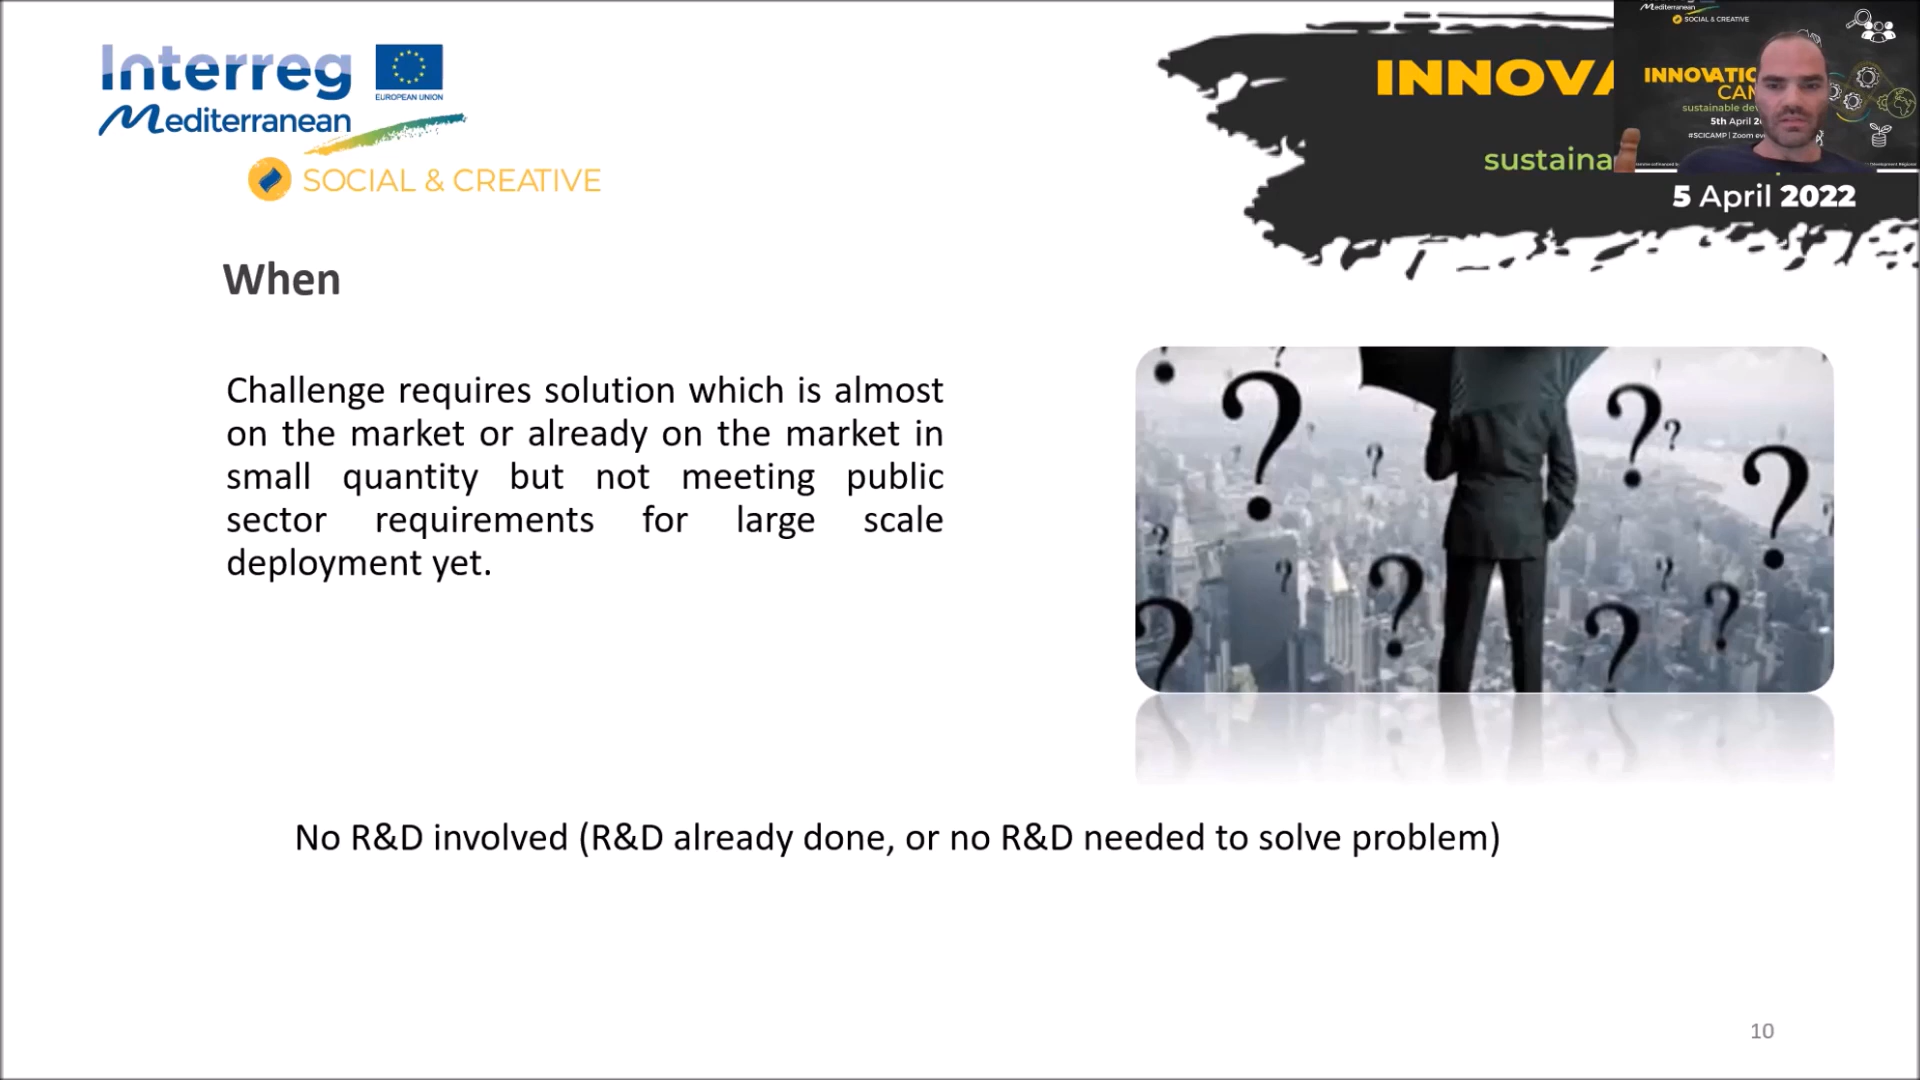 Interreg
EUROPEAN UNION
Mediterranean
SOCIAL & CREATIVE
INNOVA
sustaina
5 April 2022
Mediterranean
SOCIAL & CREATIVE
INNOVATIO
CAM
sustainable dev
5th April 2
#SCICAMP | Zoom ev
When
Challenge requires solution which is almost
on the market or already on the market in
small quantity but not meeting public
sector requirements for large scale
deployment yet.
? ? ? ? ? ? ? ? ? ? ? ?
No R&D involved (R&D already done, or no R&D needed to solve problem)
10